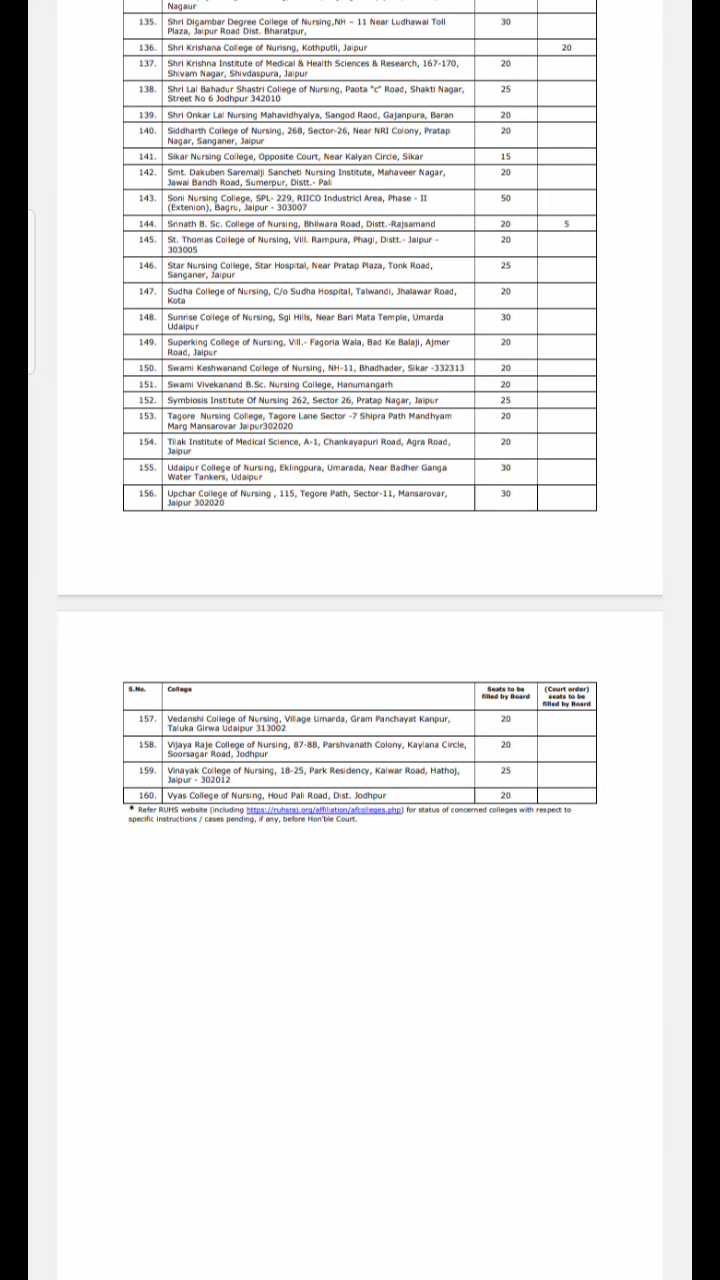 Nagaur
135. Shri Digambar Degree College of Nursing,NH - 11 Near Ludhawai Toll 30
Plaza, Jaipur Road Dist. Bharatpur,
136. Shri Krishana College of Nurisng, Kothputli, Jaipur 20
137. Shri Krishna Institute of Medical & Health Sciences & Research, 167-170, 20
Shivam Nagar, Shivdaspura, Jaipur
138. Shri Lal Bahadur Shastri College of Nursing, Paota "c" Road, Shakti Nagar, 25
Street No 6 Jodhpur 342010
139. Shri Onkar Lal Nursing Mahavidhyalya, Sangod Raod, Gajanpura, Baran 20
140. Siddharth College of Nursing, 268, Sector-26, Near NRI Colony, Pratap 20
Nagar, Sanganer, Jaipur
141. Sikar Nursing College, Opposite Court, Near Kalyan Circle, Sikar 15
142. Smt. Dakuben Saremalji Sancheti Nursing Institute, Mahaveer Nagar, 20
Jawai Bandh Road, Sumerpur, Distt.- Pali
143. Soni Nursing College, SPL- 229, RIICO Industricl Area, Phase - II 50
(Extenion), Bagru, Jaipur - 303007
144. Srinath B. Sc. College of Nursing, Bhilwara Road, Distt.-Rajsamand 20 5
145. St. Thomas College of Nursing, Vill. Rampura, Phagi, Distt.- Jaipur - 20
303005
146. Star Nursing College, Star Hospital, Near Pratap Plaza, Tonk Road, 25
Sanganer, Jaipur
147. Sudha College of Nursing, C/o Sudha Hospital, Talwandi, Jhalawar Road, 20
Kota
148. Sunrise College of Nursing, Sgi Hills, Near Bari Mata Temple, Umarda 30
Udaipur
149. Superking College of Nursing, Vill.- Fagoria Wala, Bad Ke Balaji, Ajmer 20
Road, Jaipur
150. Swami Keshwanand College of Nursing, NH-11, Bhadhader, Sikar -332313 20
151. Swami Vivekanand B.Sc. Nursing College, Hanumangarh 20
152. Symbiosis Institute Of Nursing 262, Sector 26, Pratap Nagar, Jaipur 25
153. Tagore Nursing College, Tagore Lane Sector -7 Shipra Path Mandhyam 20
Marg Mansarovar Jaipur302020
154. Tilak Institute of Medical Science, A-1, Chankayapuri Road, Agra Road, 20
Jaipur
155. Udaipur College of Nursing, Eklingpura, Umarada, Near Badher Ganga 30
Water Tankers, Udaipur
156. Upchar College of Nursing , 115, Tegore Path, Sector-11, Mansarovar, 30
Jaipur 302020
S.No. College Seats to be (Court order)
filled by Board seats to be
filled by Board
157. Vedanshi College of Nursing, Village Umarda, Gram Panchayat Kanpur, 20
Taluka Girwa Udaipur 313002
158. Vijaya Raje College of Nursing, 87-88, Parshvanath Colony, Kaylana Circle, 20
Soorsagar Road, Jodhpur
159. Vinayak College of Nursing, 18-25, Park Residency, Kalwar Road, Hathoj, 25
Jaipur - 302012
160. Vyas College of Nursing, Houd Pali Road, Dist. Jodhpur 20
* Refer RUHS website (including https://ruhsraj.org/affiliation/afcolleges.php) for status of concerned colleges with respect to
specific instructions / cases pending, if any, before Hon'ble Court.